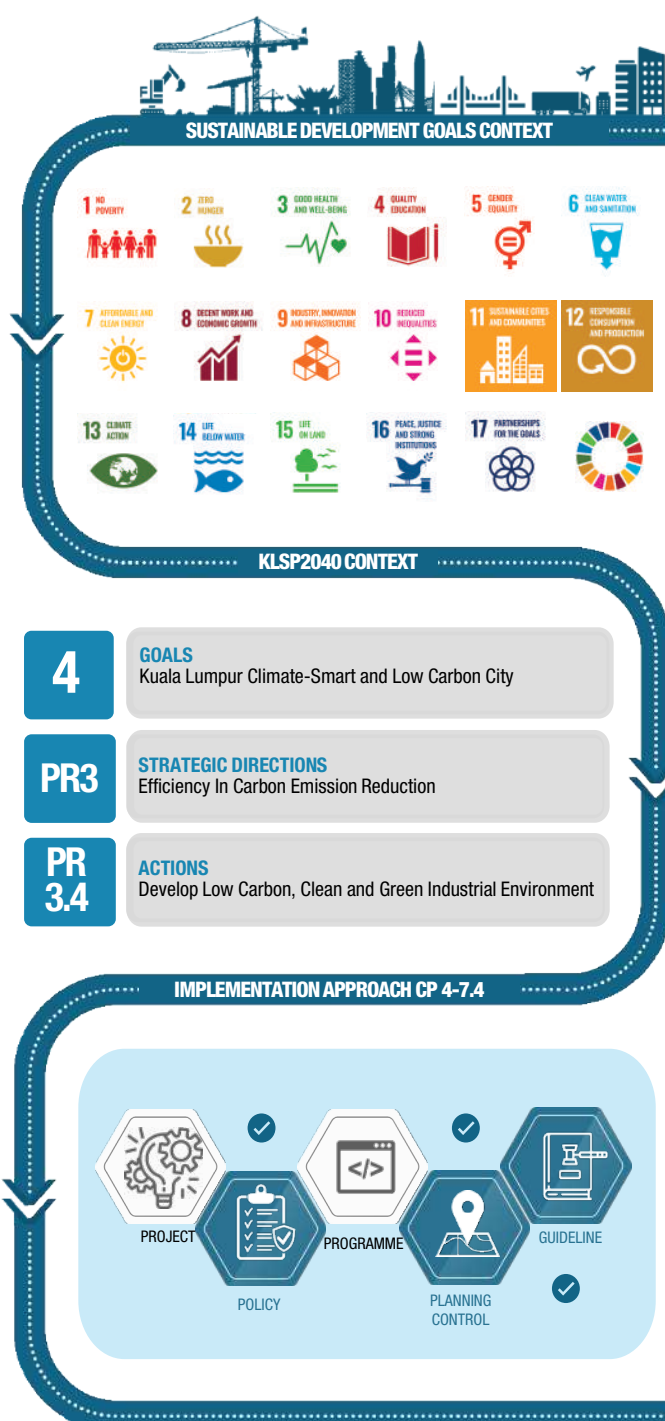 SUSTAINABLE DEVELOPMENT GOALS CONTEXT
1 NO
POVERTY
2 ZERO
HUNGER
3 GOOD HEALTH
AND WELL-BEING
4 QUALITY
EDUCATION
5 GENDER
EQUALITY
6 CLEAN WATER
AND SANITATION
7 AFFORDABLE AND
CLEAN ENERGY
8 DECENT WORK AND
ECONOMIC GROWTH
9 INDUSTRY, INNOVATION
AND INFRASTRUCTURE
10 REDUCED
INEQUALITIES
11 SUSTAINABLE CITIES
AND COMMUNITIES
12 RESPONSIBLE
CONSUMPTION
AND PRODUCTION
13 CLIMATE
ACTION
14 LIFE
BELOW WATER
15 LIFE
ON LAND
16 PEACE, JUSTICE
AND STRONG
INSTITUTIONS
17 PARTNERSHIPS
FOR THE GOALS
KLSP2040 CONTEXT
4
GOALS
Kuala Lumpur Climate-Smart and Low Carbon City
PR3
STRATEGIC DIRECTIONS
Efficiency In Carbon Emission Reduction
PR
3.4
ACTIONS
Develop Low Carbon, Clean and Green Industrial Environment
IMPLEMENTATION APPROACH CP 4-7.4
</>
PROJECT
PROGRAMME
GUIDELINE
POLICY
PLANNING
CONTROL